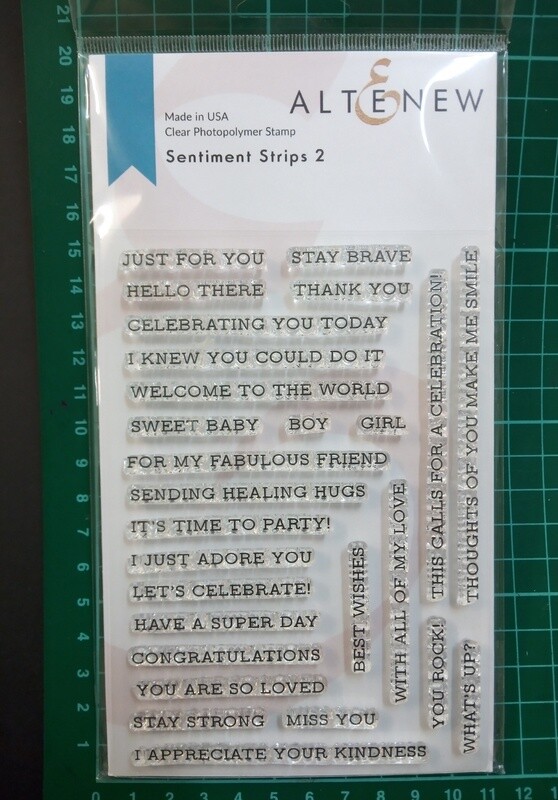 ALTENEW
Made in USA
Clear Photopolymer Stamp
Sentiment Strips 2
JUST FOR YOU STAY BRAVE
HELLO THERE THANK YOU
CELEBRATING YOU TODAY
I KNEW YOU COULD DO IT
WELCOME TO THE WORLD
SWEET BABY BOY GIRL
FOR MY FABULOUS FRIEND
SENDING HEALING HUGS
IT'S TIME TO PARTY!
I JUST ADORE YOU
LET'S CELEBRATE!
HAVE A SUPER DAY
CONGRATULATIONS
YOU ARE SO LOVED
STAY STRONG MISS YOU
I APPRECIATE YOUR KINDNESS
BEST WISHES
WITH ALL OF MY LOVE
THIS CALLS FOR A CELEBRATION!
YOU ROCK!
THOUGHTS OF YOU MAKE ME SMILE
WHAT'S UP?
21
20
19
18
17
16
15
14
13
12
11
10
9
8
7
6
5
4
3
2
1
0 1 2 3 4 5 6 7 8 9 10 11 12 13